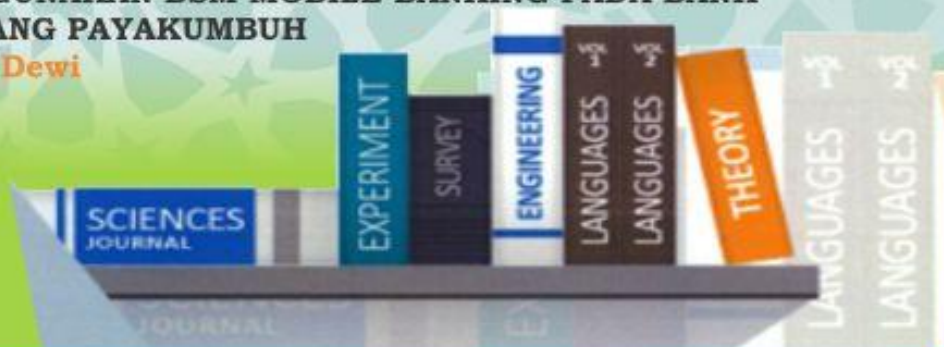 ANG PAYAKUMBUH
Dewi
SCIENCES
JOURNAL
EXPERIMENT
SURVEY
ENGINEERING
LANGUAGES
VOL 1
LANGUAGES
VOL 2
THEORY
LANGUAGES
VOL 1
LANGUAGES
VOL 2
JOURNAL